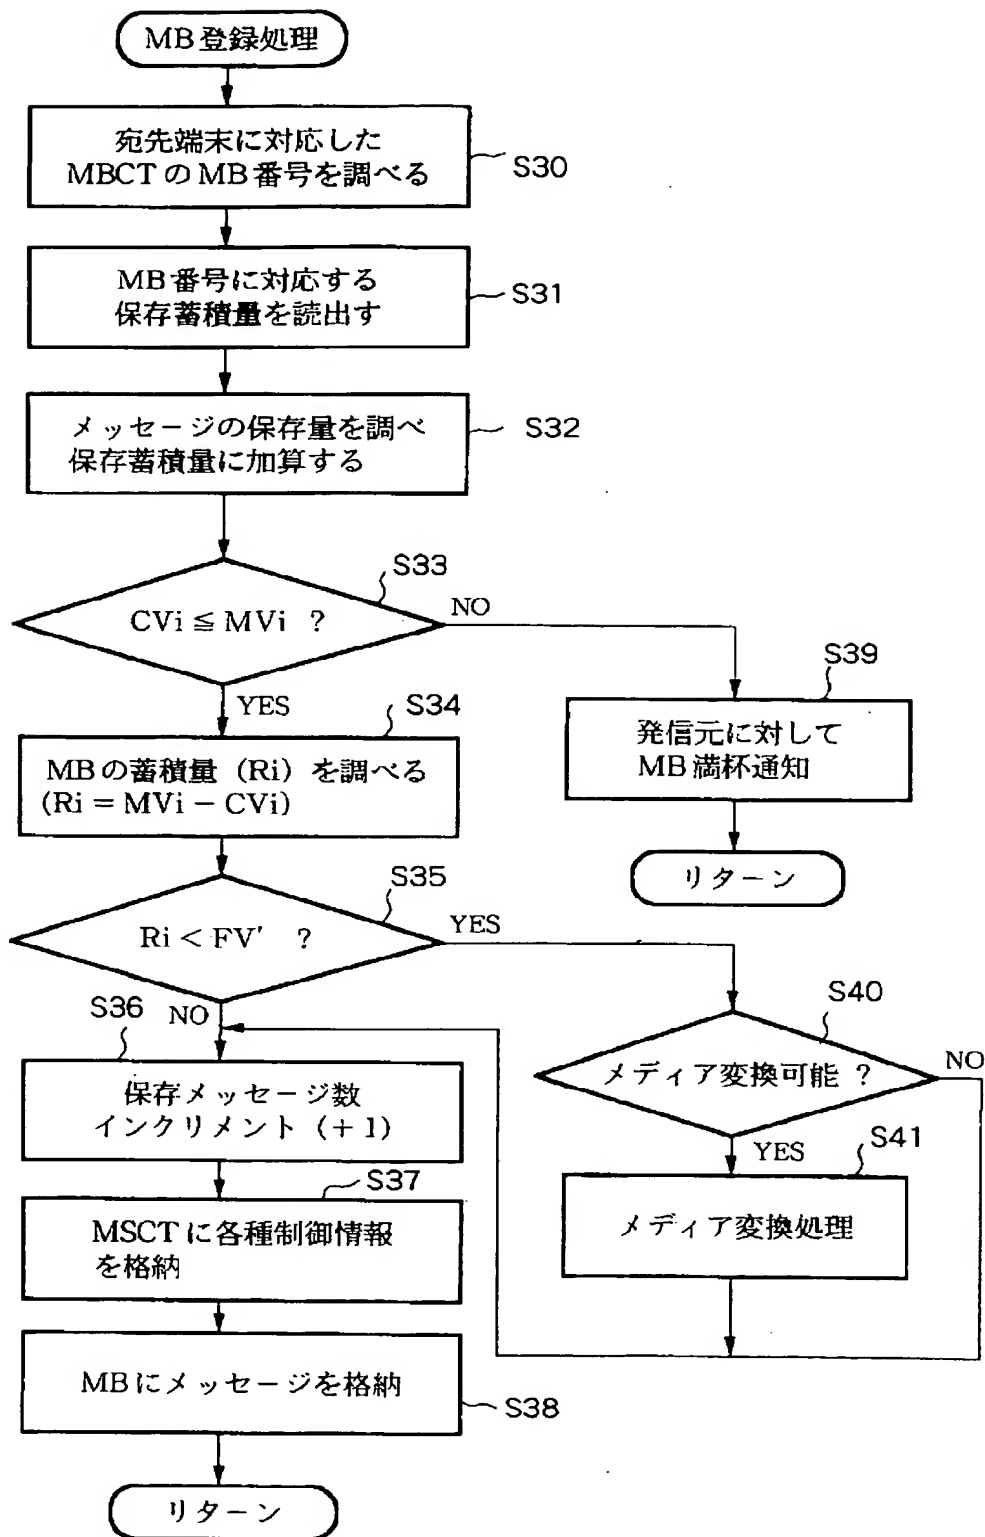 MB登録処理
宛先端末に対応した
MBCTのMB番号を調べる
S30
MB番号に対応する
保存蓄積量を読出す
S31
メッセージの保存量を調べ
保存蓄積量に加算する
S32
S33
CVi ≦ MVi ?
NO
YES
S34
MBの蓄積量 (Ri) を調べる
(Ri = MVi − CVi)
S39
発信元に対して
MB満杯通知
リターン
S35
Ri < FV′ ?
YES
NO
S40
メディア変換可能 ?
NO
YES
S41
メディア変換処理
S36
保存メッセージ数
インクリメント (+1)
S37
MSCTに各種制御情報
を格納
MBにメッセージを格納
S38
リターン